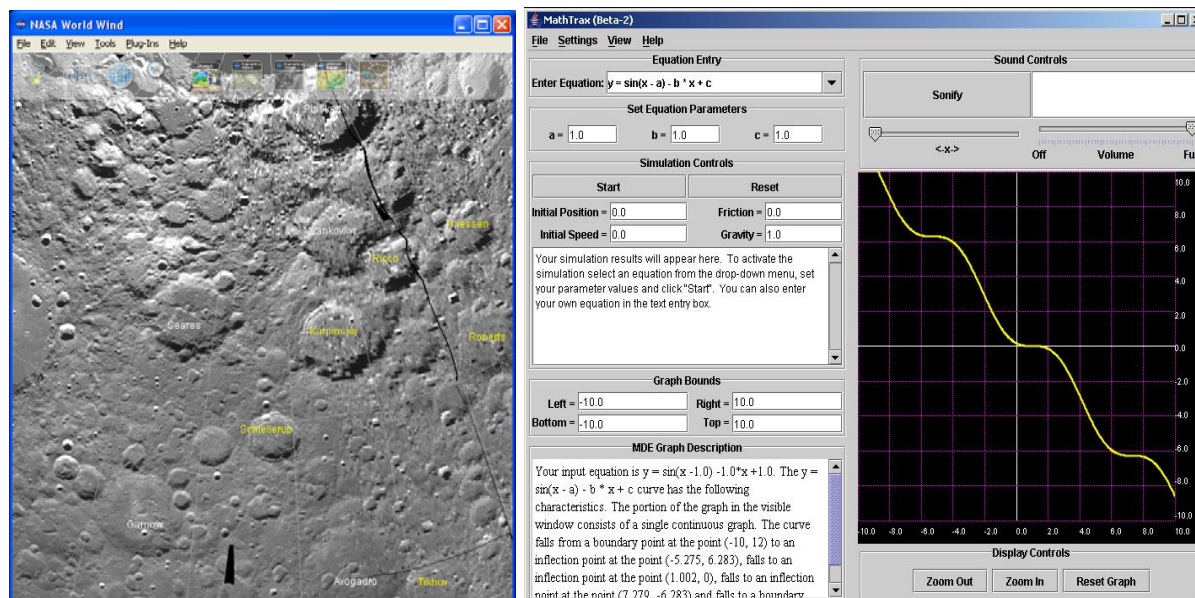 NASA World Wind
File Edit View Tools Plug-Ins Help
Ricco
Seares
Karpinskiy
Roberts
Schjellerup
Avogadro
Tikhov
MathTrax (Beta-2)
File Settings View Help
Equation Entry
Enter Equation: y = sin(x - a) - b * x + c
Set Equation Parameters
a = 1.0 b = 1.0 c = 1.0
Simulation Controls
Start Reset
Initial Position = 0.0 Friction = 0.0
Initial Speed = 0.0 Gravity = 1.0
Your simulation results will appear here. To activate the
simulation select an equation from the drop-down menu, set
your parameter values and click "Start". You can also enter
your own equation in the text entry box.
Graph Bounds
Left = -10.0 Right = 10.0
Bottom = -10.0 Top = 10.0
MDE Graph Description
Your input equation is y = sin(x -1.0) -1.0*x +1.0. The y =
sin(x - a) - b * x + c curve has the following
characteristics. The portion of the graph in the visible
window consists of a single continuous graph. The curve
falls from a boundary point at the point (-10, 12) to an
inflection point at the point (-5.275, 6.283), falls to an
inflection point at the point (1.002, 0), falls to an inflection
point at the point (7.279, -6.283) and falls to a boundary
Sound Controls
Sonify
<-x->
Off Volume Fu
10.0
8.0
6.0
4.0
2.0
0.0
-2.0
-4.0
-6.0
-8.0
-10.0
-10.0 -8.0 -6.0 -4.0 -2.0 0.0 2.0 4.0 6.0 8.0 10.0
Display Controls
Zoom Out Zoom In Reset Graph